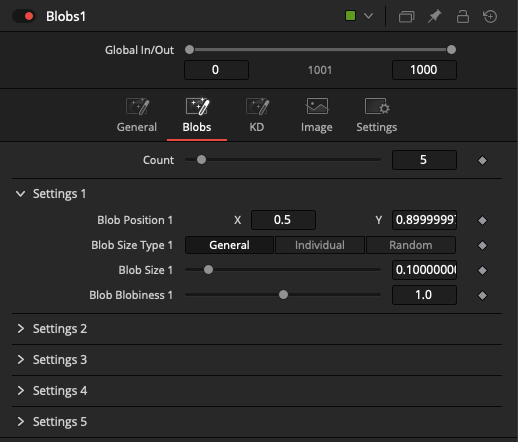 Blobs1
Global In/Out
0 1001 1000
General Blobs KD Image Settings
Count 5
Settings 1
Blob Position 1 X 0.5 Y 0.8999999
Blob Size Type 1 General Individual Random
Blob Size 1 0.1000000
Blob Blobiness 1 1.0
Settings 2
Settings 3
Settings 4
Settings 5